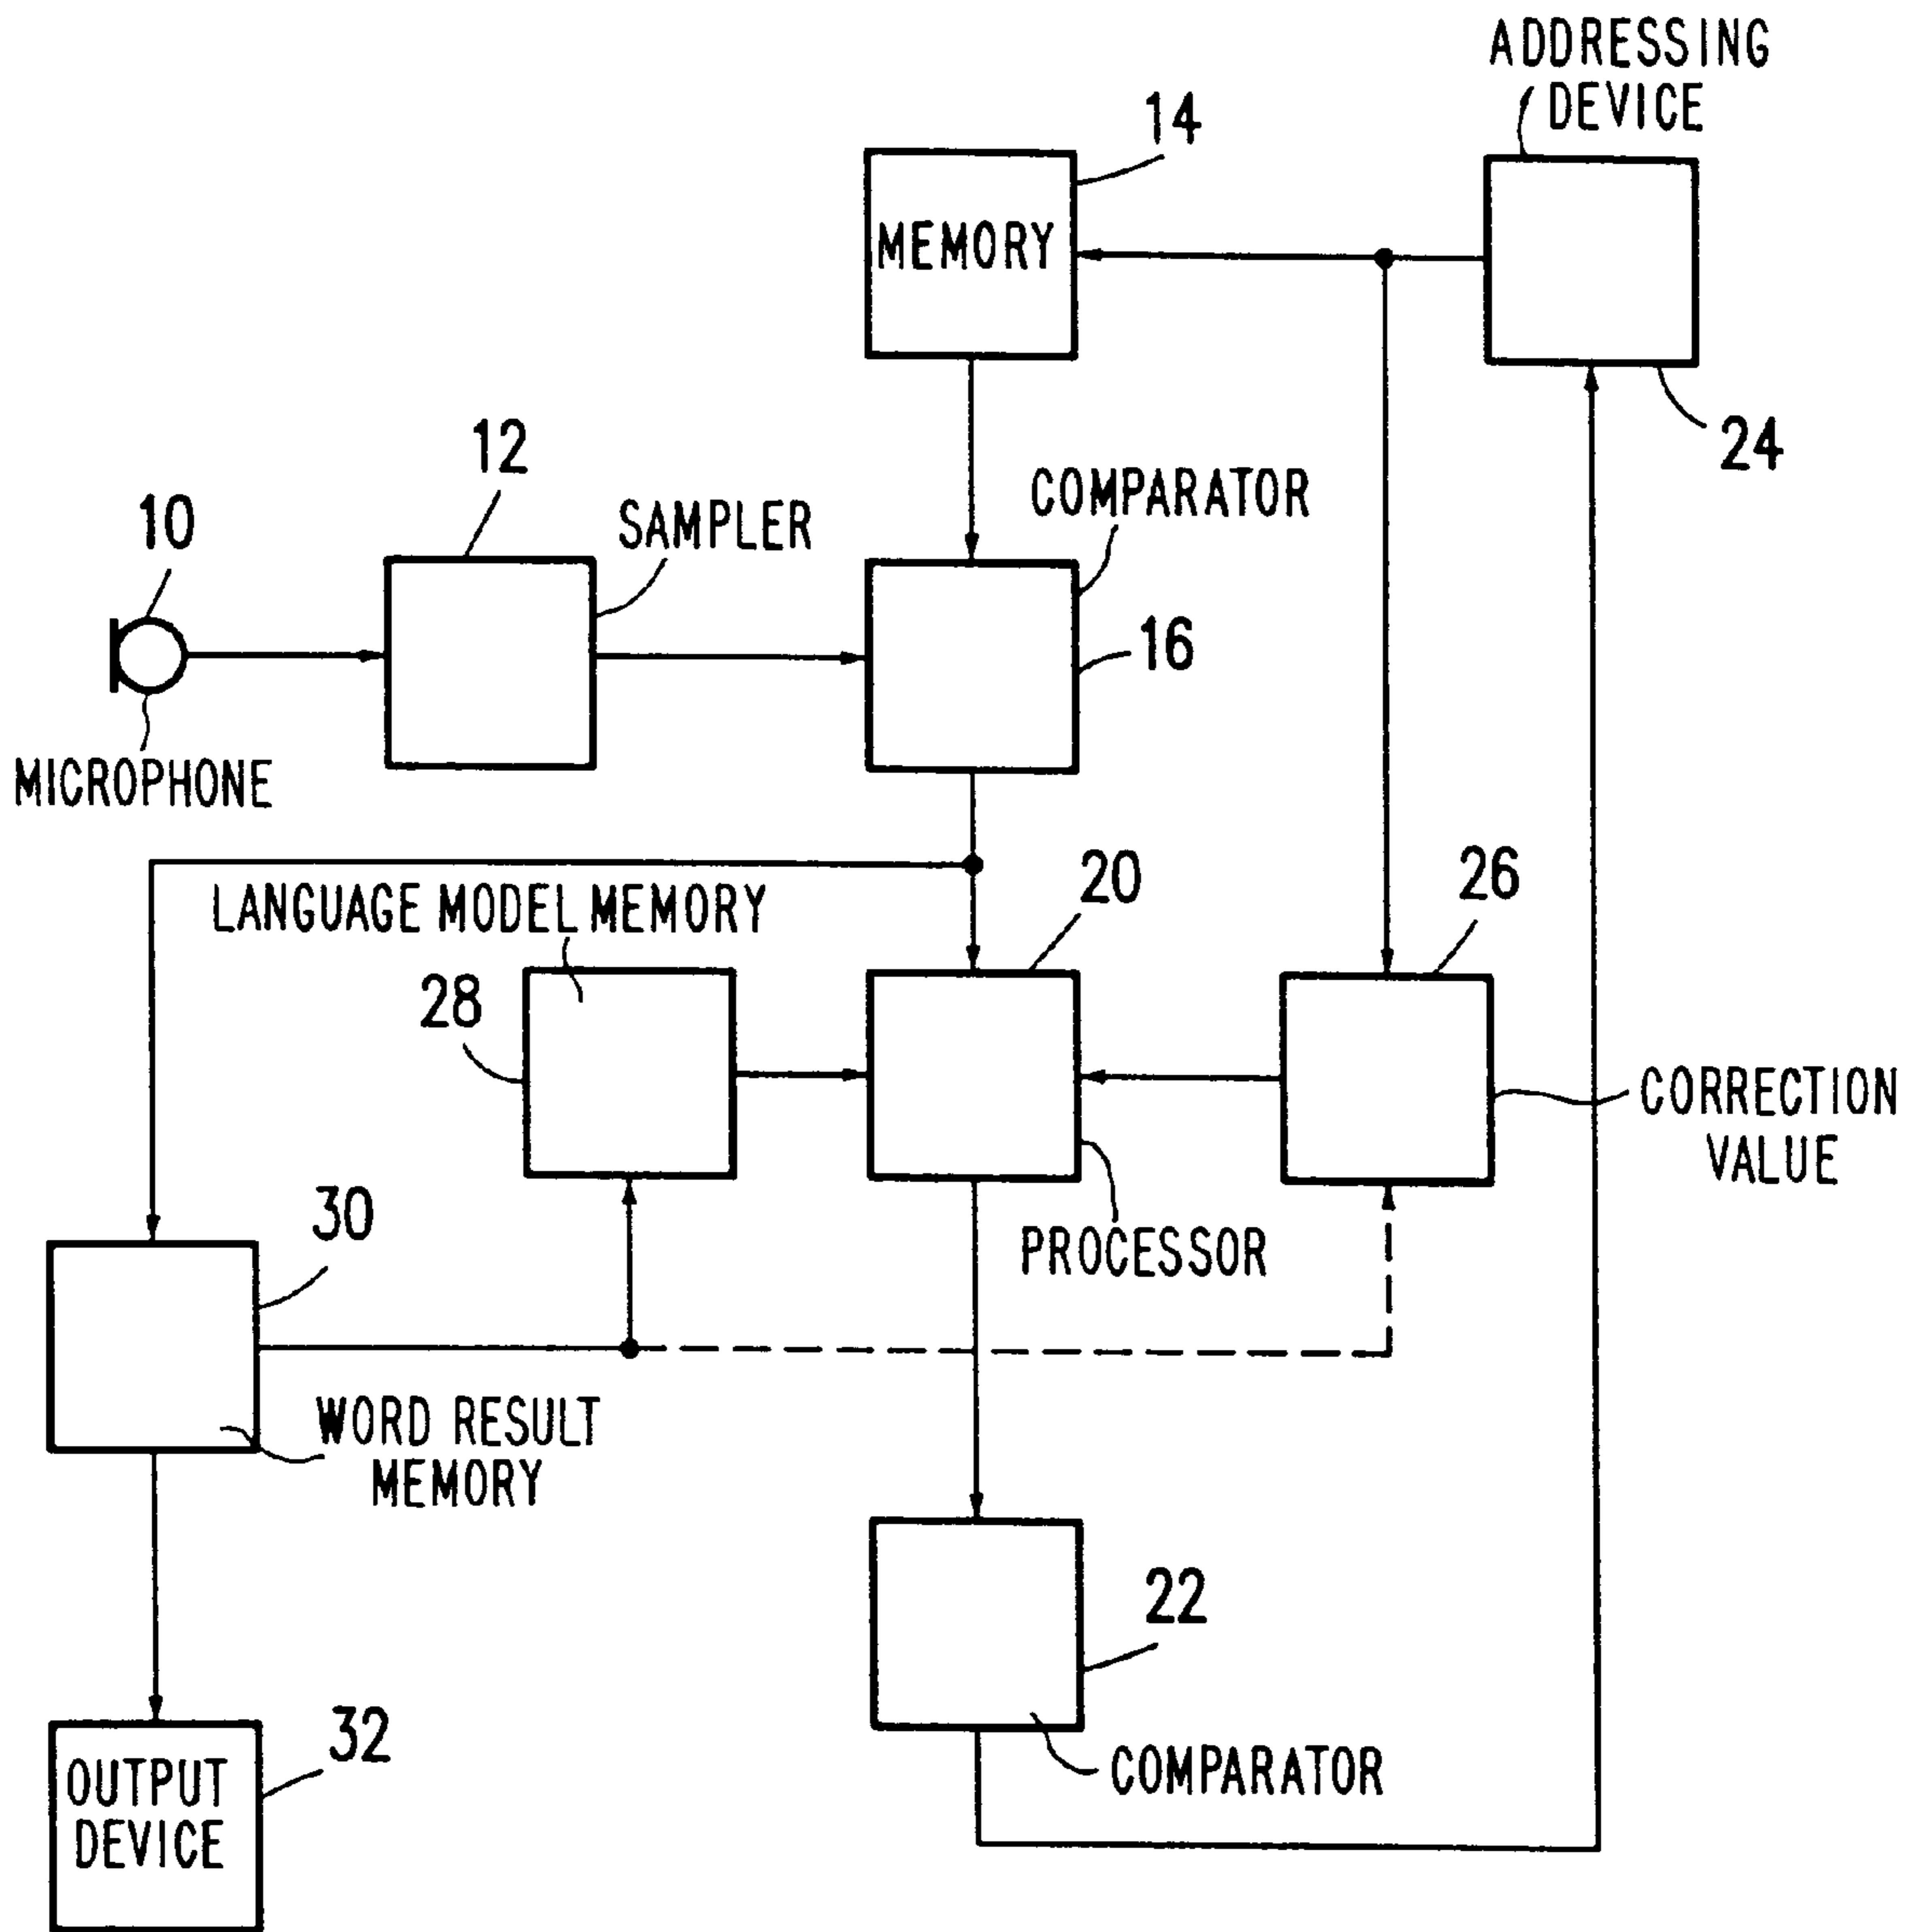 ADDRESSING
DEVICE
14
MEMORY
24
12
SAMPLER
COMPARATOR
10
16
MICROPHONE
LANGUAGE MODEL MEMORY
20
26
28
CORRECTION
VALUE
30
PROCESSOR
WORD RESULT
MEMORY
22
32
COMPARATOR
OUTPUT
DEVICE